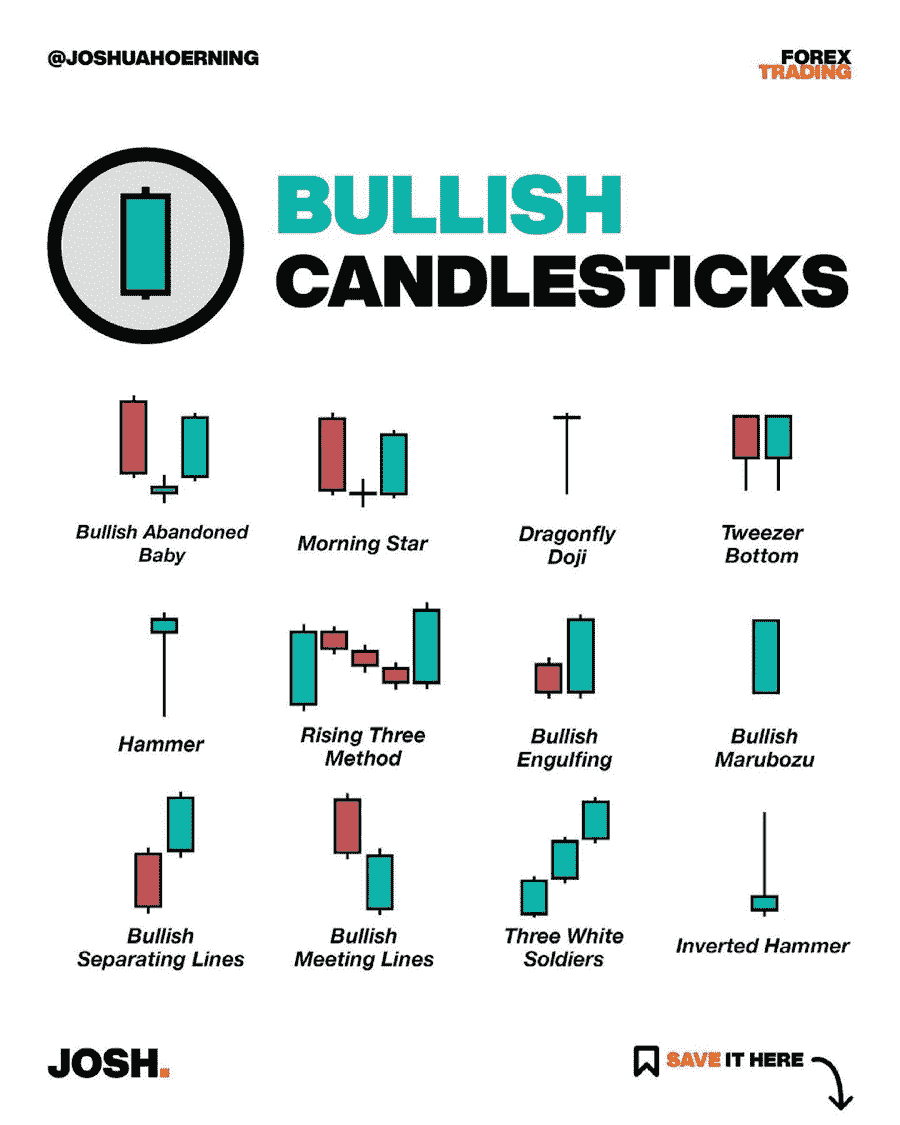 @JOSHUAHOERNING
FOREX
TRADING
BULLISH
CANDLESTICKS
Bullish Abandoned
Baby
Morning Star
Dragonfly
Doji
Tweezer
Bottom
Hammer
Rising Three
Method
Bullish
Engulfing
Bullish
Marubozu
Bullish
Separating Lines
Bullish
Meeting Lines
Three White
Soldiers
Inverted Hammer
JOSH.
SAVE IT HERE